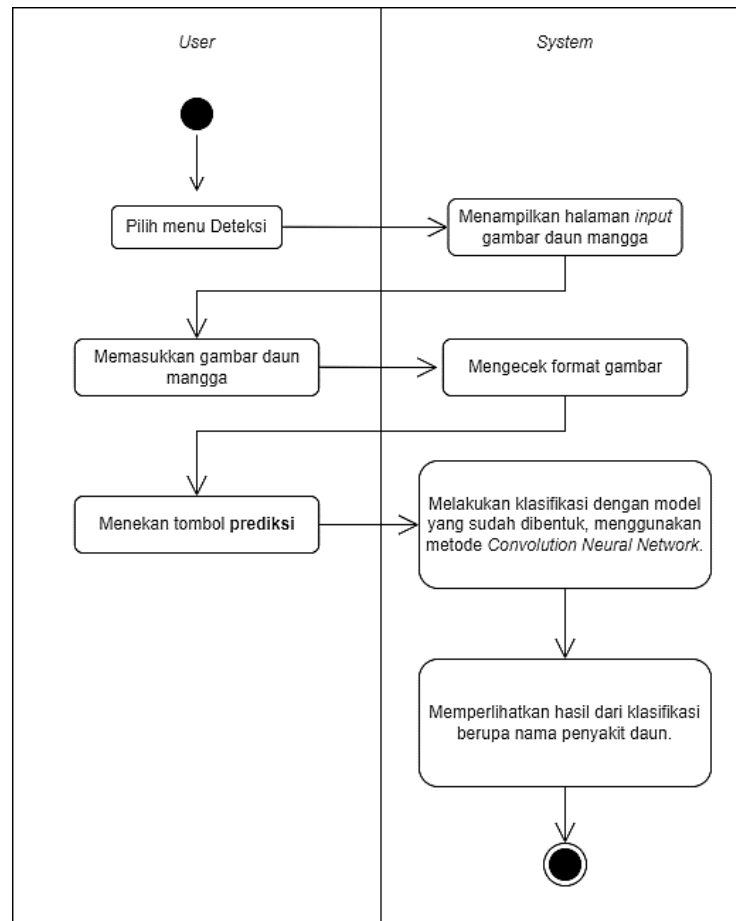 User
System
Pilih menu Deteksi
Menampilkan halaman input
gambar daun mangga
Memasukkan gambar daun
mangga
Mengecek format gambar
Menekan tombol prediksi
Melakukan klasifikasi dengan model
yang sudah dibentuk, menggunakan
metode Convolution Neural Network.
Memperlihatkan hasil dari klasifikasi
berupa nama penyakit daun.